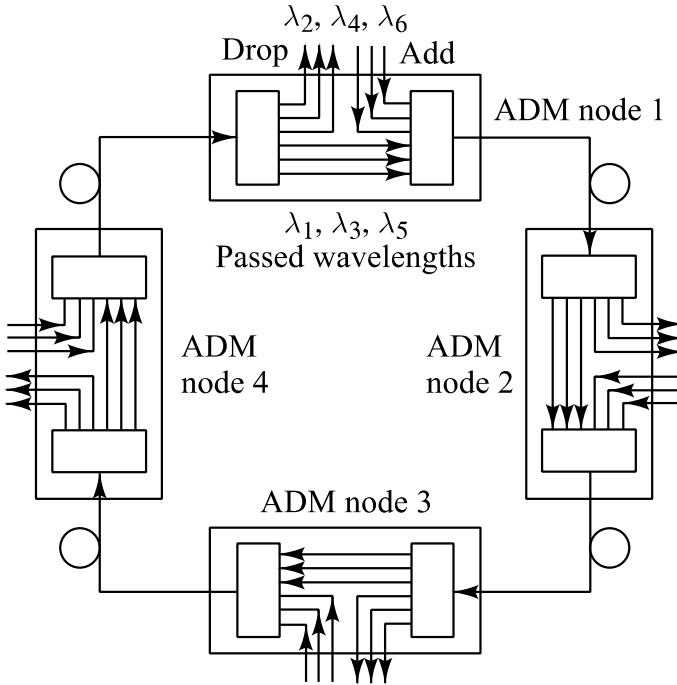 λ2, λ4, λ6
Drop
Add
ADM node 1
λ1, λ3, λ5
Passed wavelengths
ADM
node 4
ADM
node 2
ADM node 3